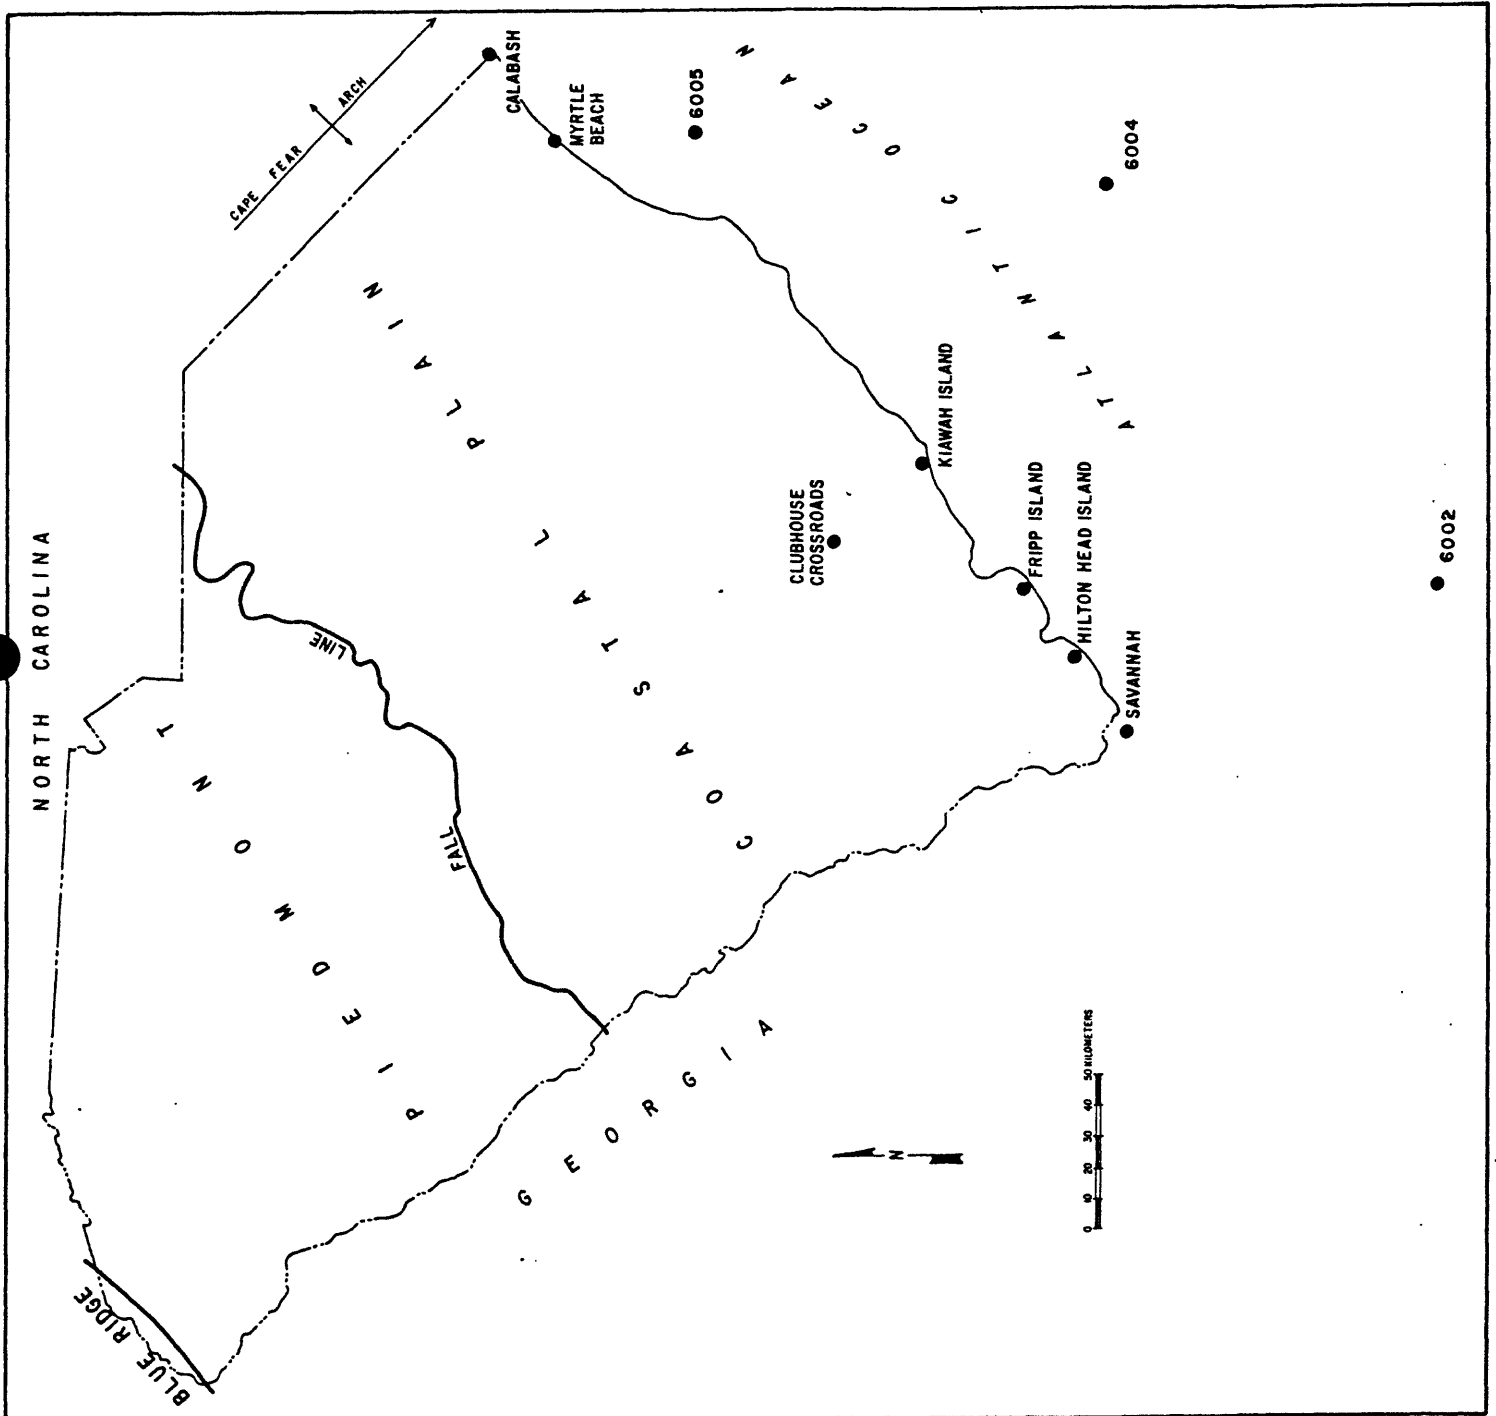 NORTH CAROLINA
CAPE FEAR ARCH
CALABASH
MYRTLE
BEACH
6005
6004
ATLANTIC OCEAN
BLUE RIDGE
PIEDMONT
FALL LINE
COASTAL PLAIN
CLUBHOUSE
CROSSROADS
KIAWAH ISLAND
FRIPP ISLAND
HILTON HEAD ISLAND
SAVANNAH
6002
GEORGIA
N
0 10 20 30 40 50 KILOMETERS